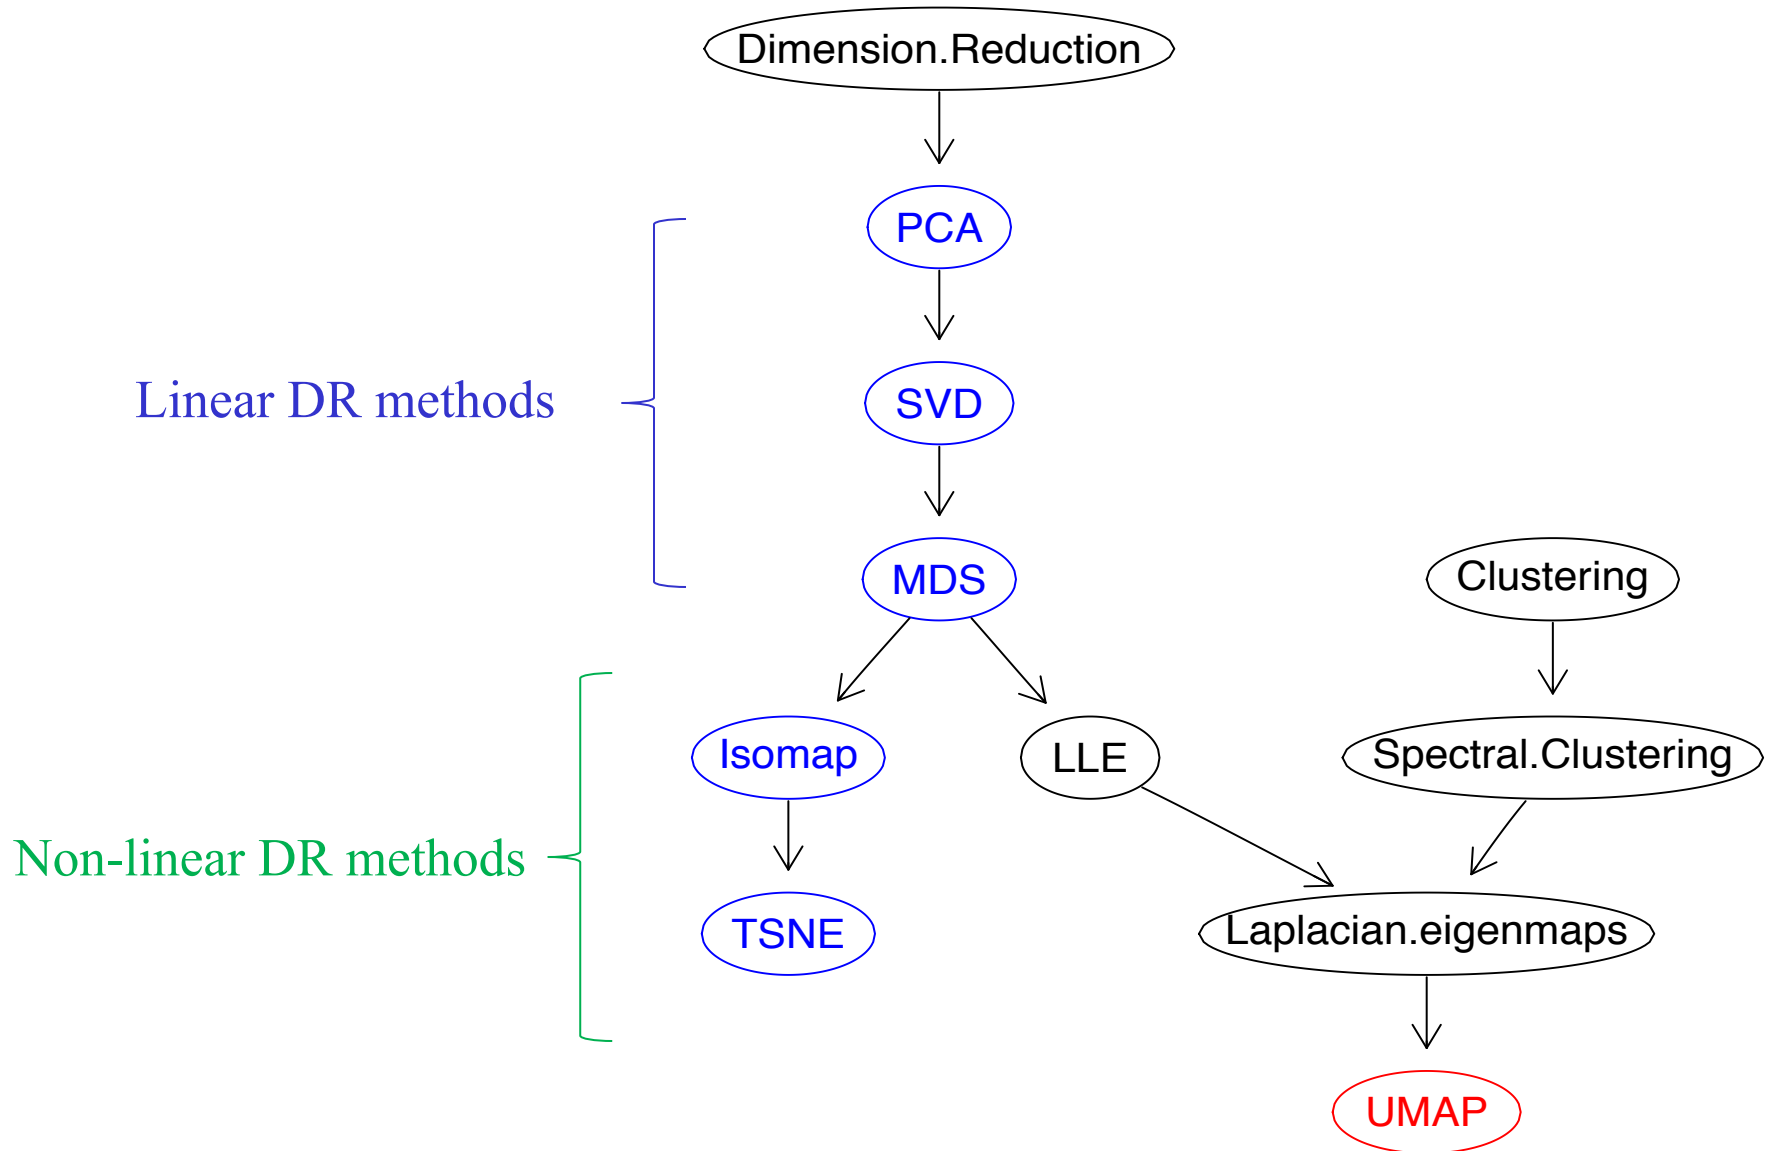 Dimension.Reduction
PCA
Linear DR methods
SVD
MDS
Clustering
Isomap
LLE
Spectral.Clustering
Non-linear DR methods
TSNE
Laplacian.eigenmaps
UMAP